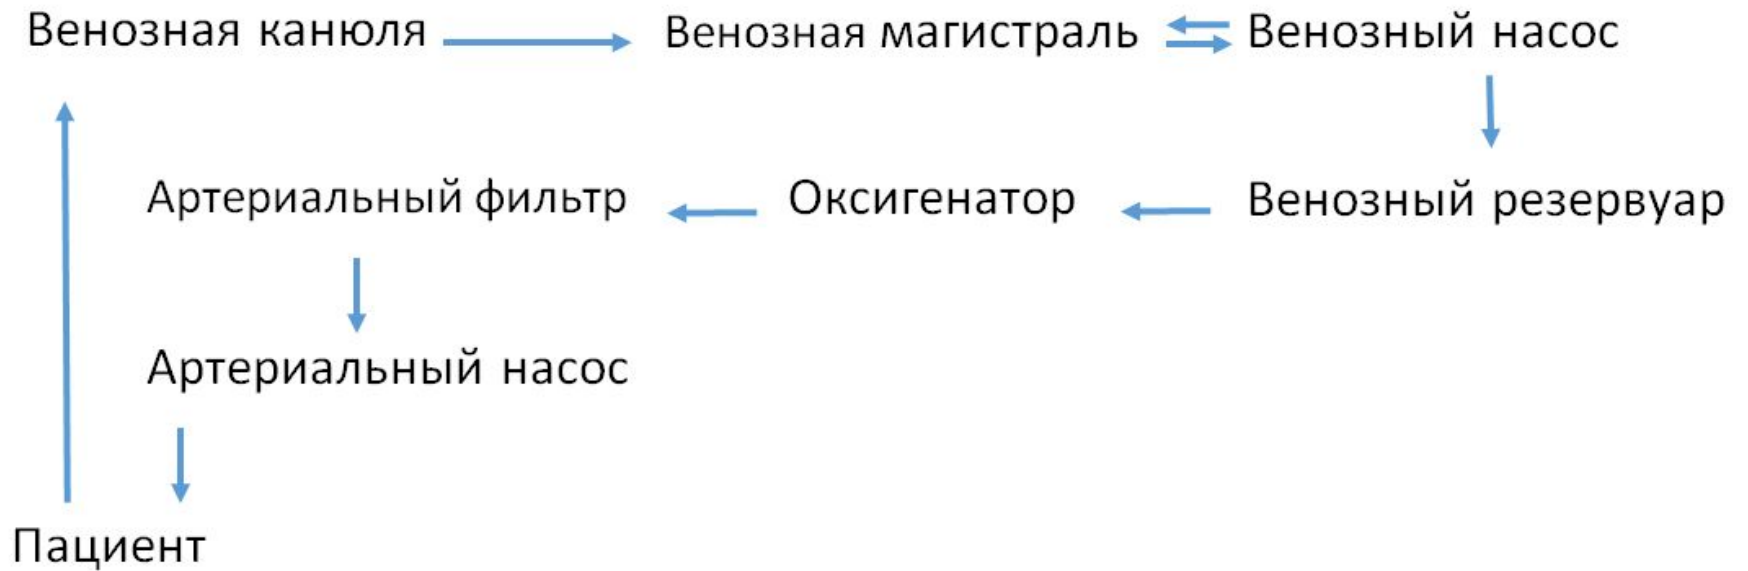 Венозная канюля
Венозная магистраль
Венозный насос
Артериальный фильтр
Оксигенатор
Венозный резервуар
Артериальный насос
Пациент